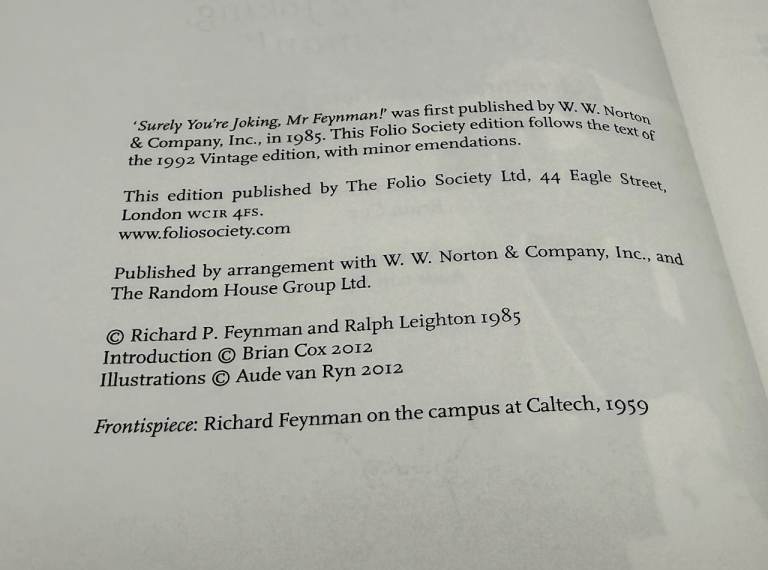 ‘Surely You’re Joking, Mr Feynman!’ was first published by W. W. Norton
& Company, Inc., in 1985. This Folio Society edition follows the text of
the 1992 Vintage edition, with minor emendations.
This edition published by The Folio Society Ltd, 44 Eagle Street,
London WC1R 4FS.
www.foliosociety.com
Published by arrangement with W. W. Norton & Company, Inc., and
The Random House Group Ltd.
© Richard P. Feynman and Ralph Leighton 1985
Introduction © Brian Cox 2012
Illustrations © Aude van Ryn 2012
Frontispiece: Richard Feynman on the campus at Caltech, 1959